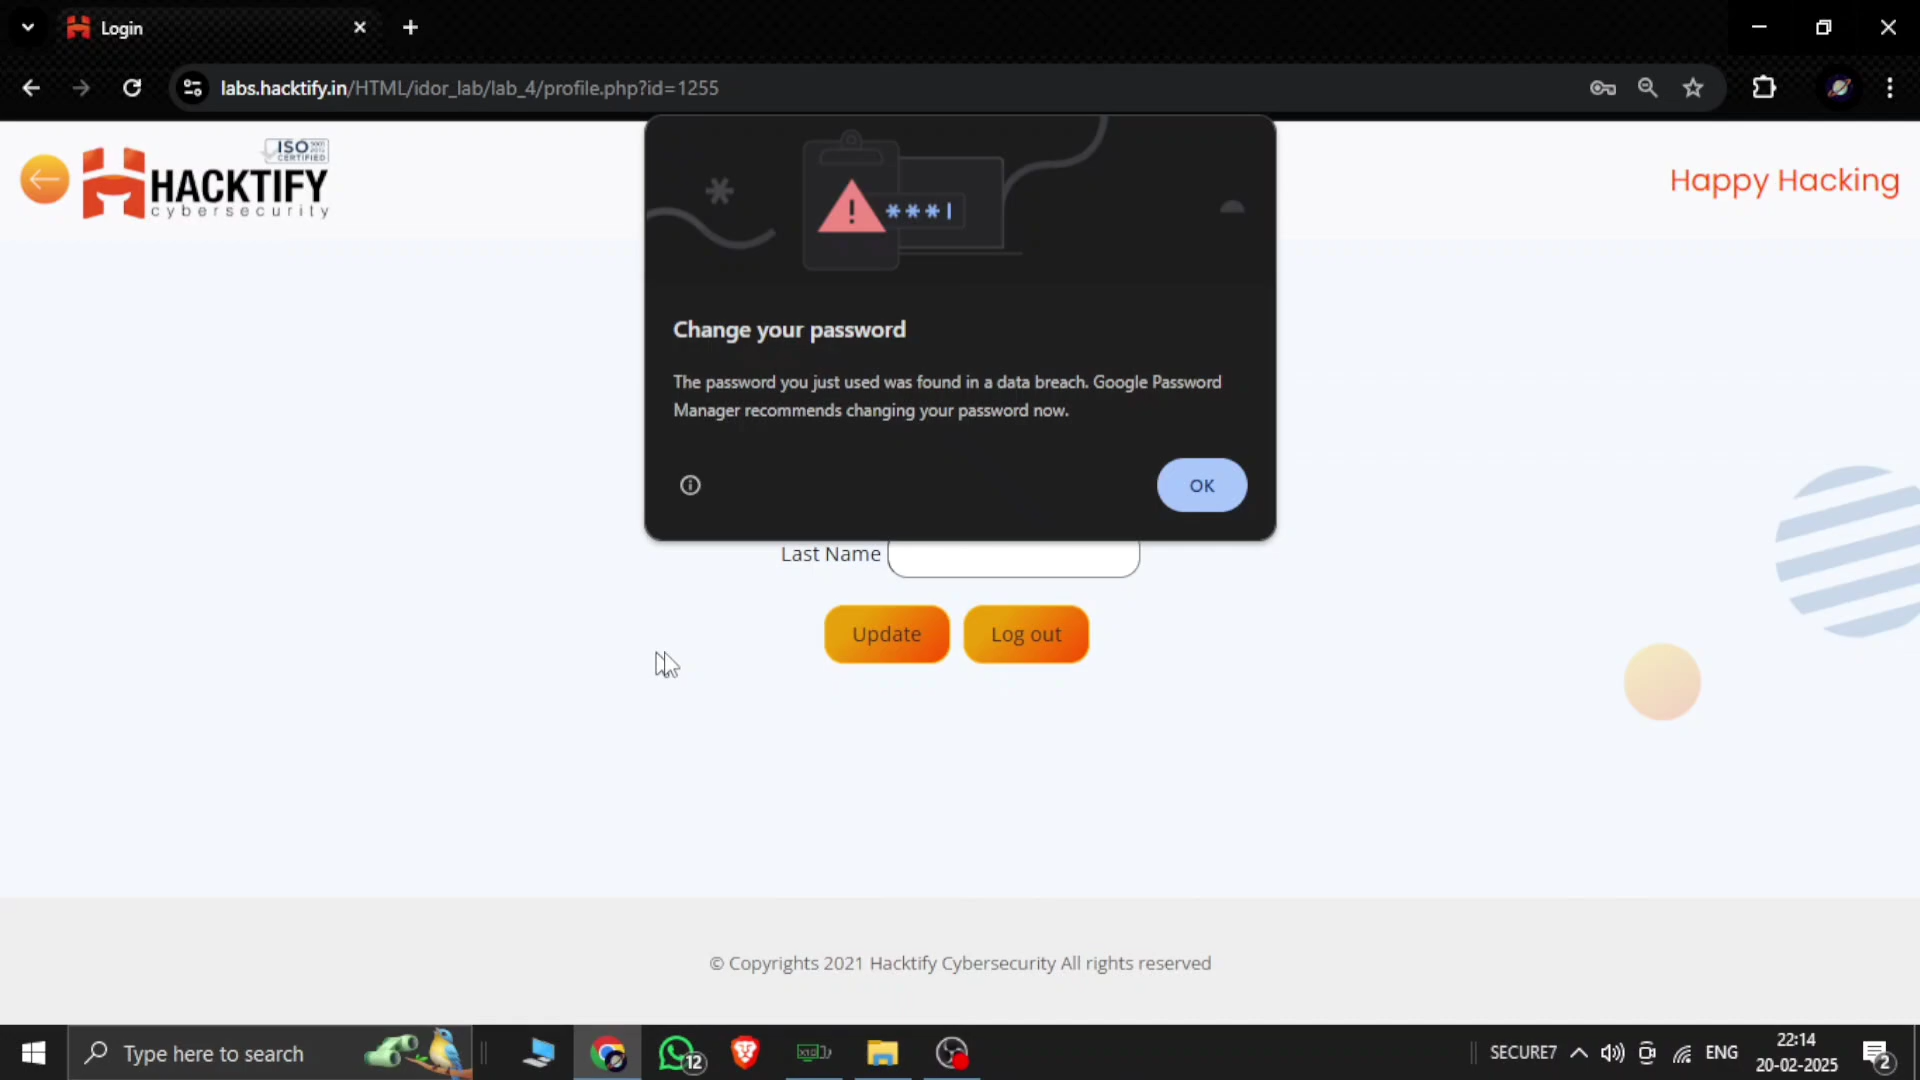 Login
labs.hacktify.in/HTML/idor_lab/lab_4/profile.php?id=1255
ISO
CERTIFIED
HACKTIFY
cybersecurity
Happy Hacking
***
Change your password
The password you just used was found in a data breach. Google Password
Manager recommends changing your password now.
OK
Last Name
Update
Log out
© Copyrights 2021 Hacktify Cybersecurity All rights reserved
Type here to search
12
SECURE7
ENG
22:14
20-02-2025
2